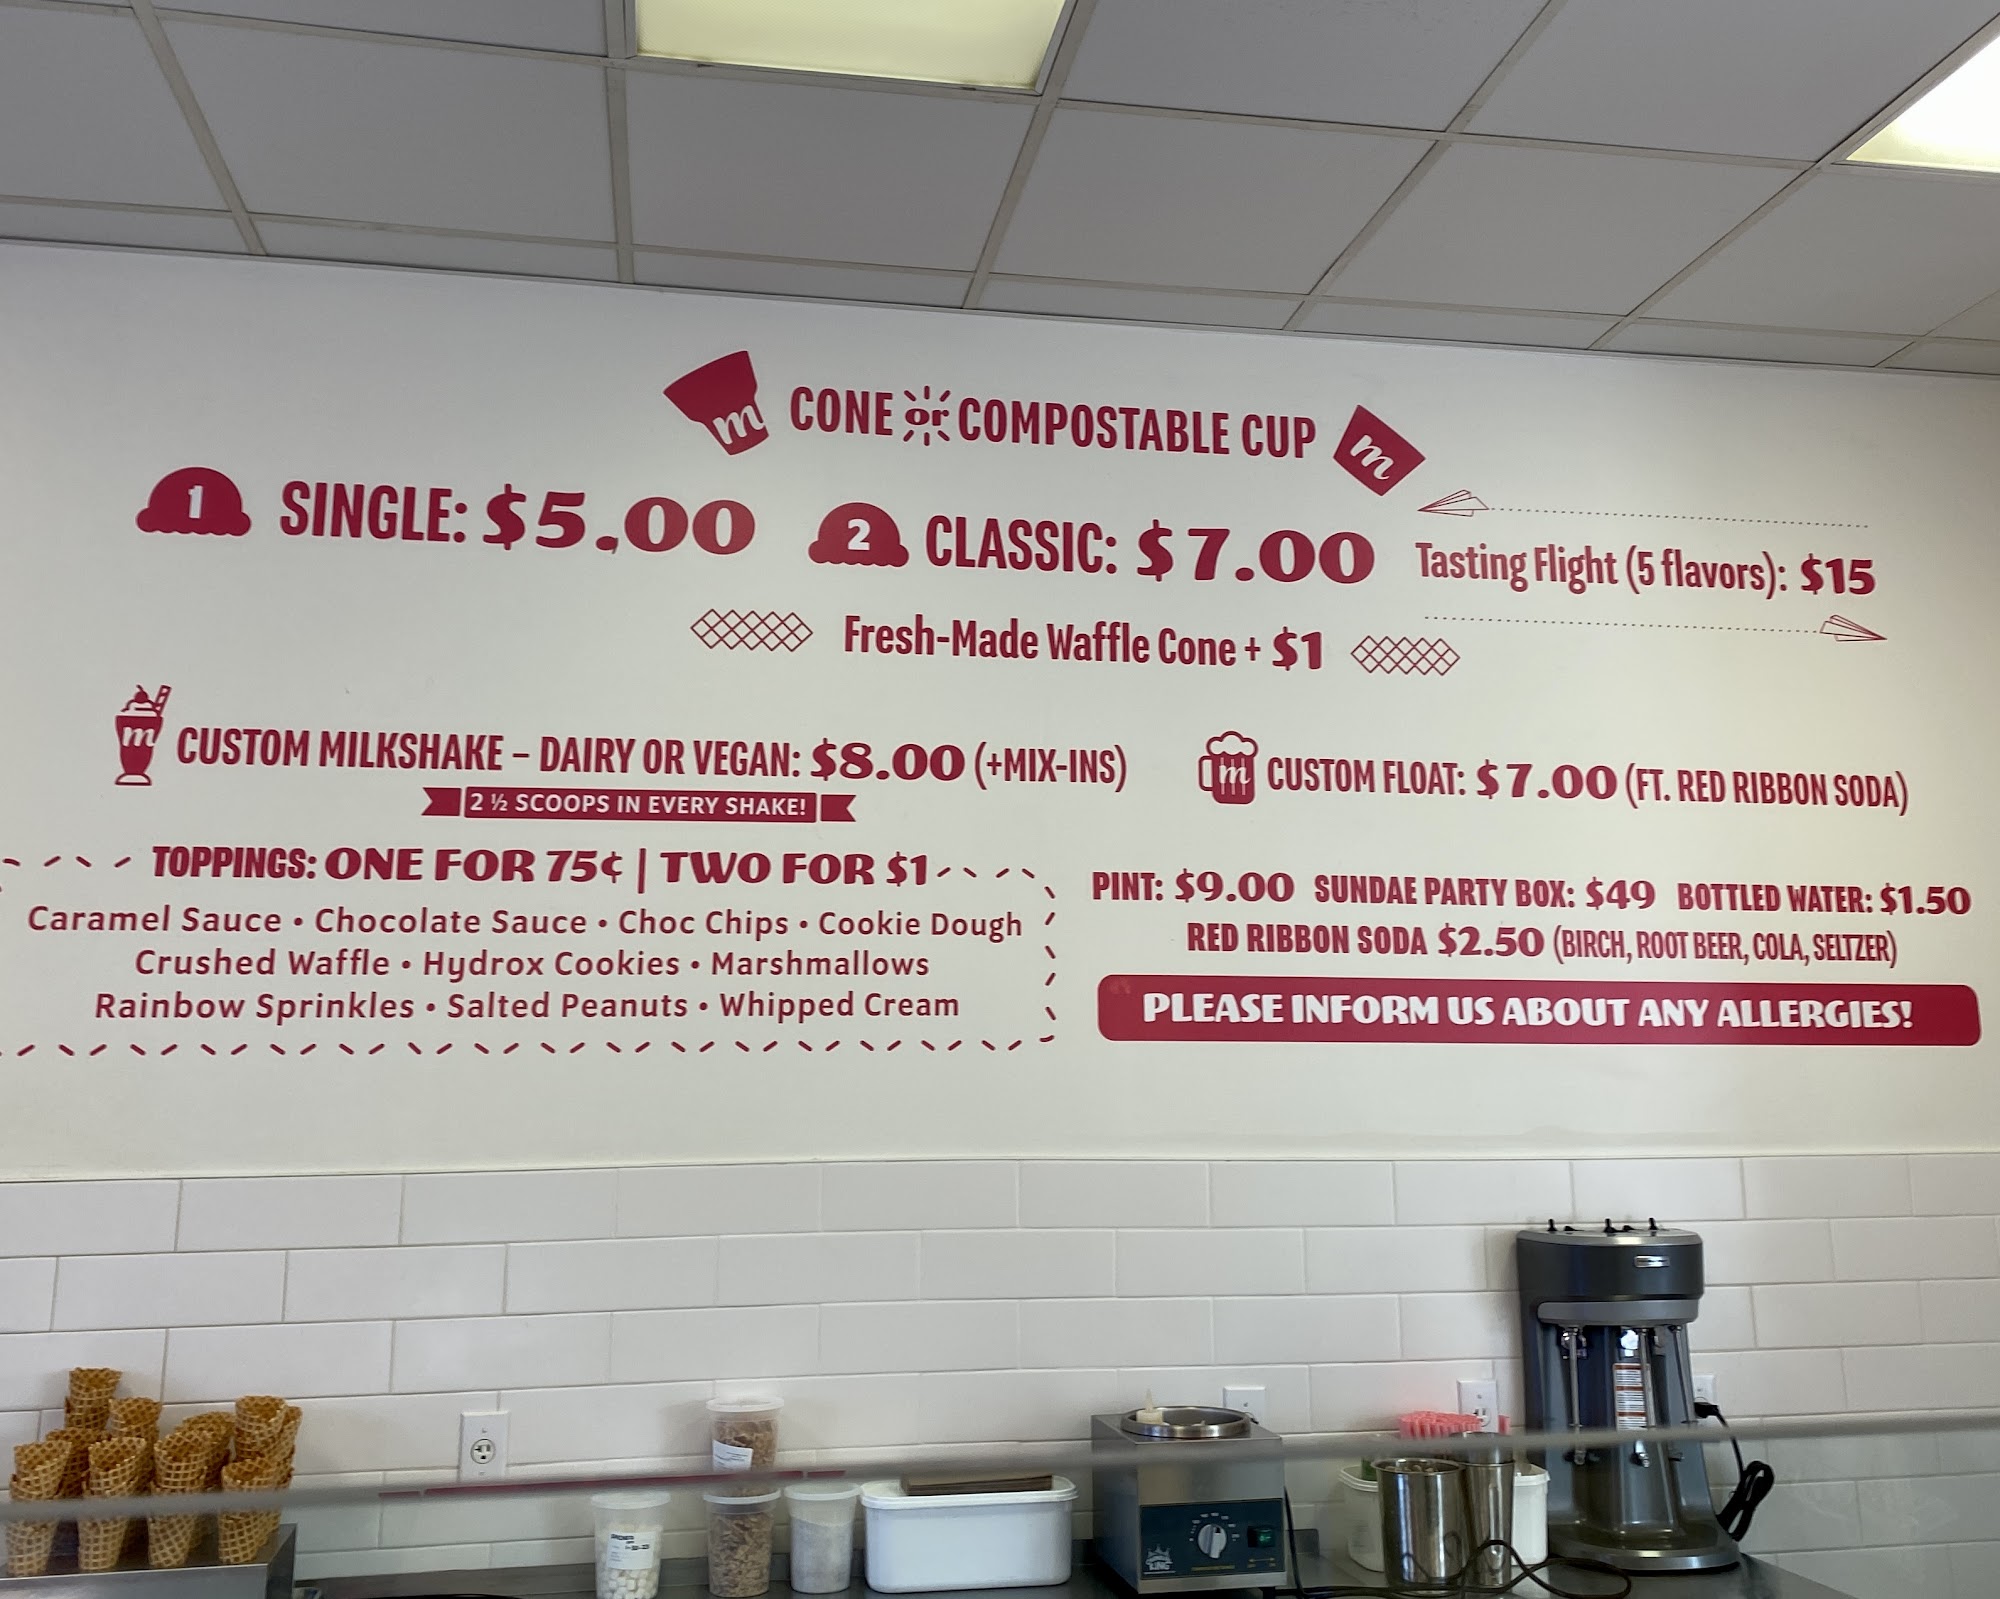 m CONE or COMPOSTABLE CUP m
1 SINGLE: $5.00 2 CLASSIC: $7.00 Tasting Flight (5 flavors): $15
Fresh-Made Waffle Cone + $1
m CUSTOM MILKSHAKE – DAIRY OR VEGAN: $8.00 (+MIX-INS)
2 ½ SCOOPS IN EVERY SHAKE!
m CUSTOM FLOAT: $7.00 (FT. RED RIBBON SODA)
TOPPINGS: ONE FOR 75¢ | TWO FOR $1
Caramel Sauce • Chocolate Sauce • Choc Chips • Cookie Dough
Crushed Waffle • Hydrox Cookies • Marshmallows
Rainbow Sprinkles • Salted Peanuts • Whipped Cream
PINT: $9.00 SUNDAE PARTY BOX: $49 BOTTLED WATER: $1.50
RED RIBBON SODA $2.50 (BIRCH, ROOT BEER, COLA, SELTZER)
PLEASE INFORM US ABOUT ANY ALLERGIES!
KING